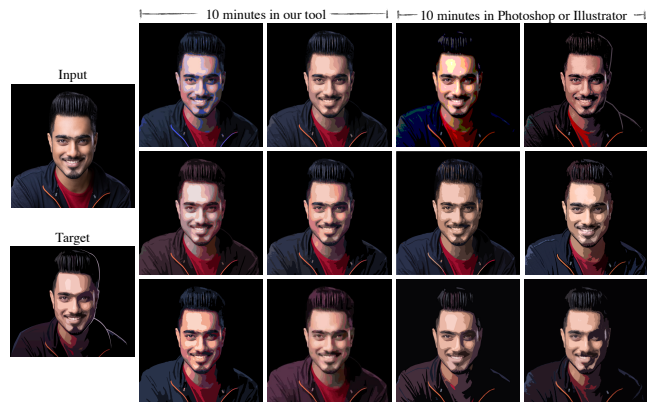 10 minutes in our tool
10 minutes in Photoshop or Illustrator
Input
Target